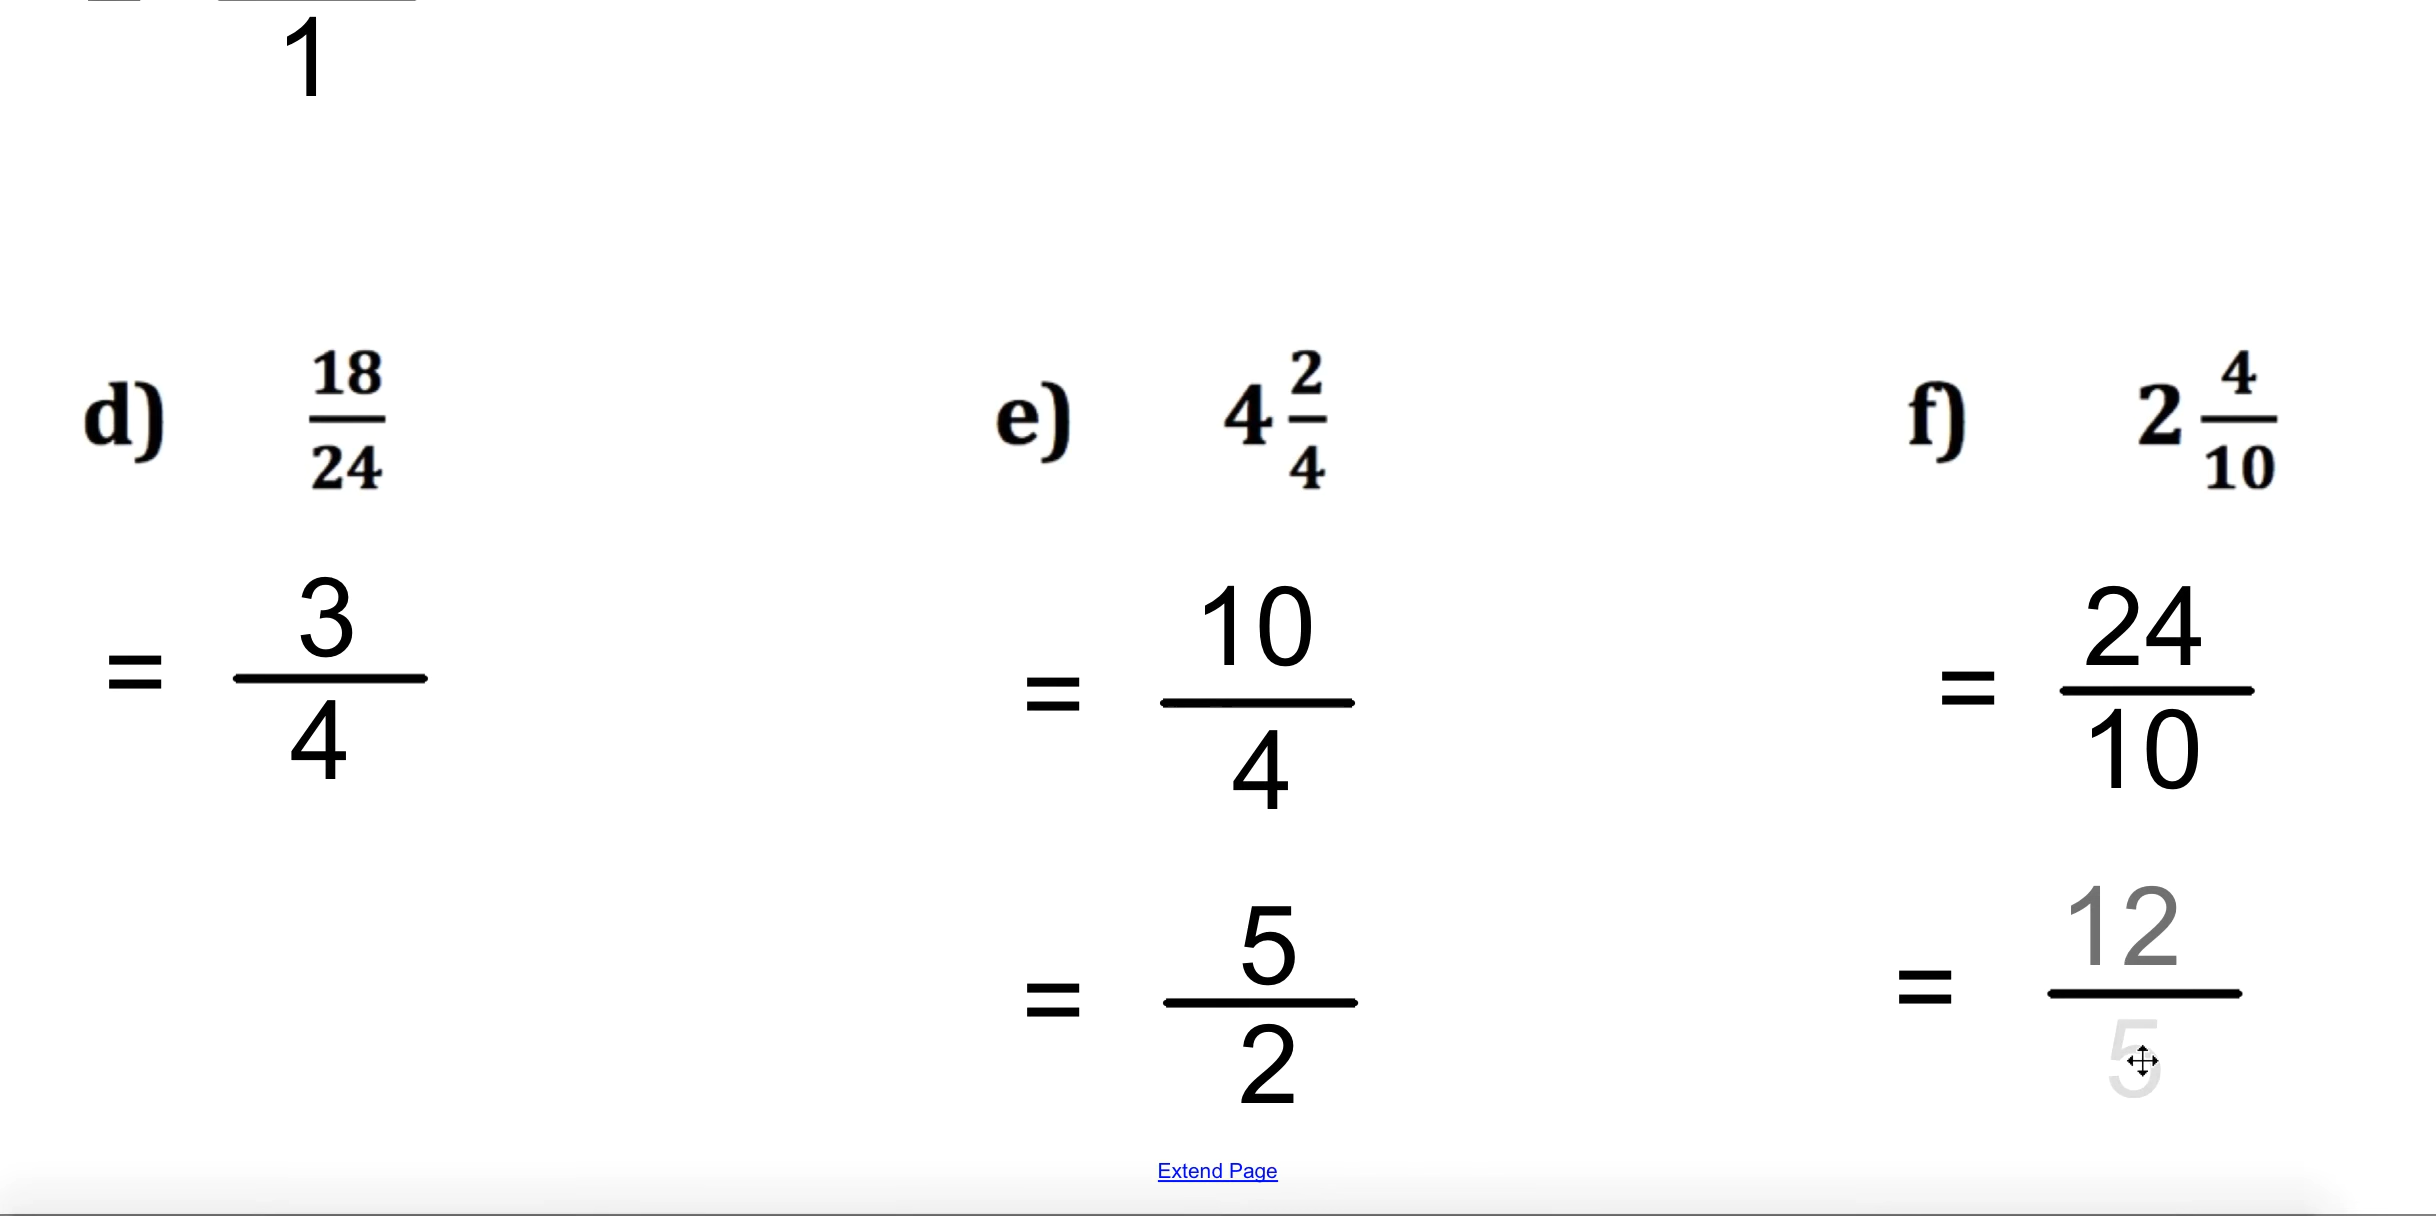 1
d) 18/24 e) 4 2/4 f) 2 4/10
= 3/4 = 10/4 = 24/10
= 5/2 = 12/5
Extend Page